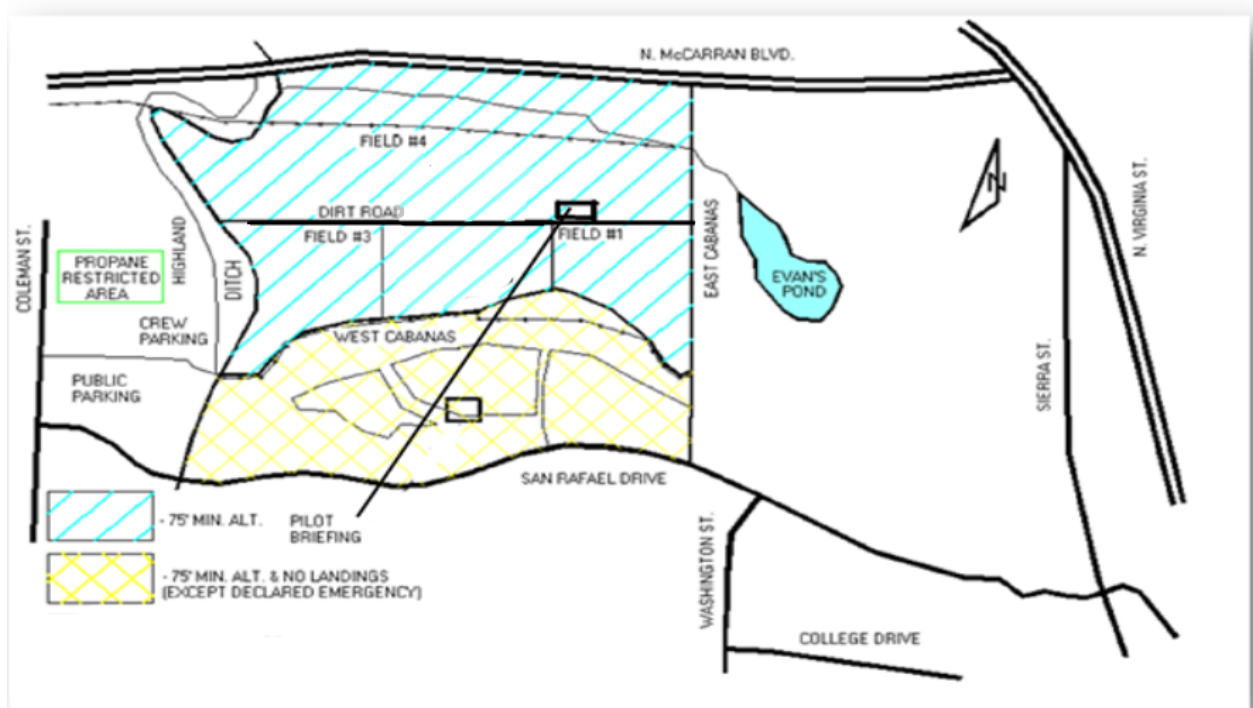 N. McCARRAN BLVD.
FIELD #4
DIRT ROAD
FIELD #3
FIELD #1
EAST CABANAS
EVAN'S
POND
N
N. VIRGINIA ST.
COLEMAN ST.
PROPANE
RESTRICTED
AREA
HIGHLAND
DITCH
CREW
PARKING
WEST CABANAS
PUBLIC
PARKING
SIERRA ST.
SAN RAFAEL DRIVE
- 75' MIN. ALT.
PILOT
BRIEFING
- 75' MIN. ALT. & NO LANDINGS
(EXCEPT DECLARED EMERGENCY)
WASHINGTON ST.
COLLEGE DRIVE